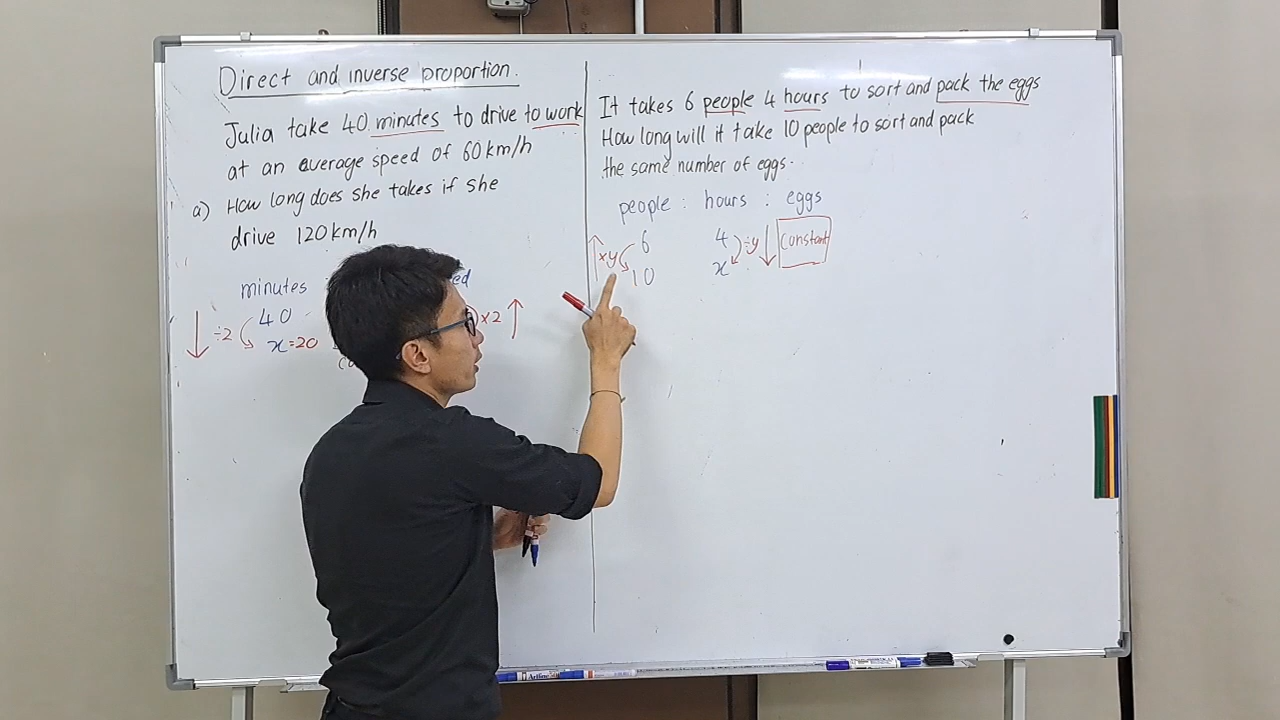 Direct and inverse proportion.
Julia take 40 minutes to drive to work
at an average speed of 60 km/h
a) How long does she takes if she
drive 120 km/h
minutes
÷2 40 ×2
x = 20
It takes 6 people 4 hours to sort and pack the eggs
How long will it take 10 people to sort and pack
the same number of eggs.
people : hours : eggs
×y 6 4 ÷y constant
10 x